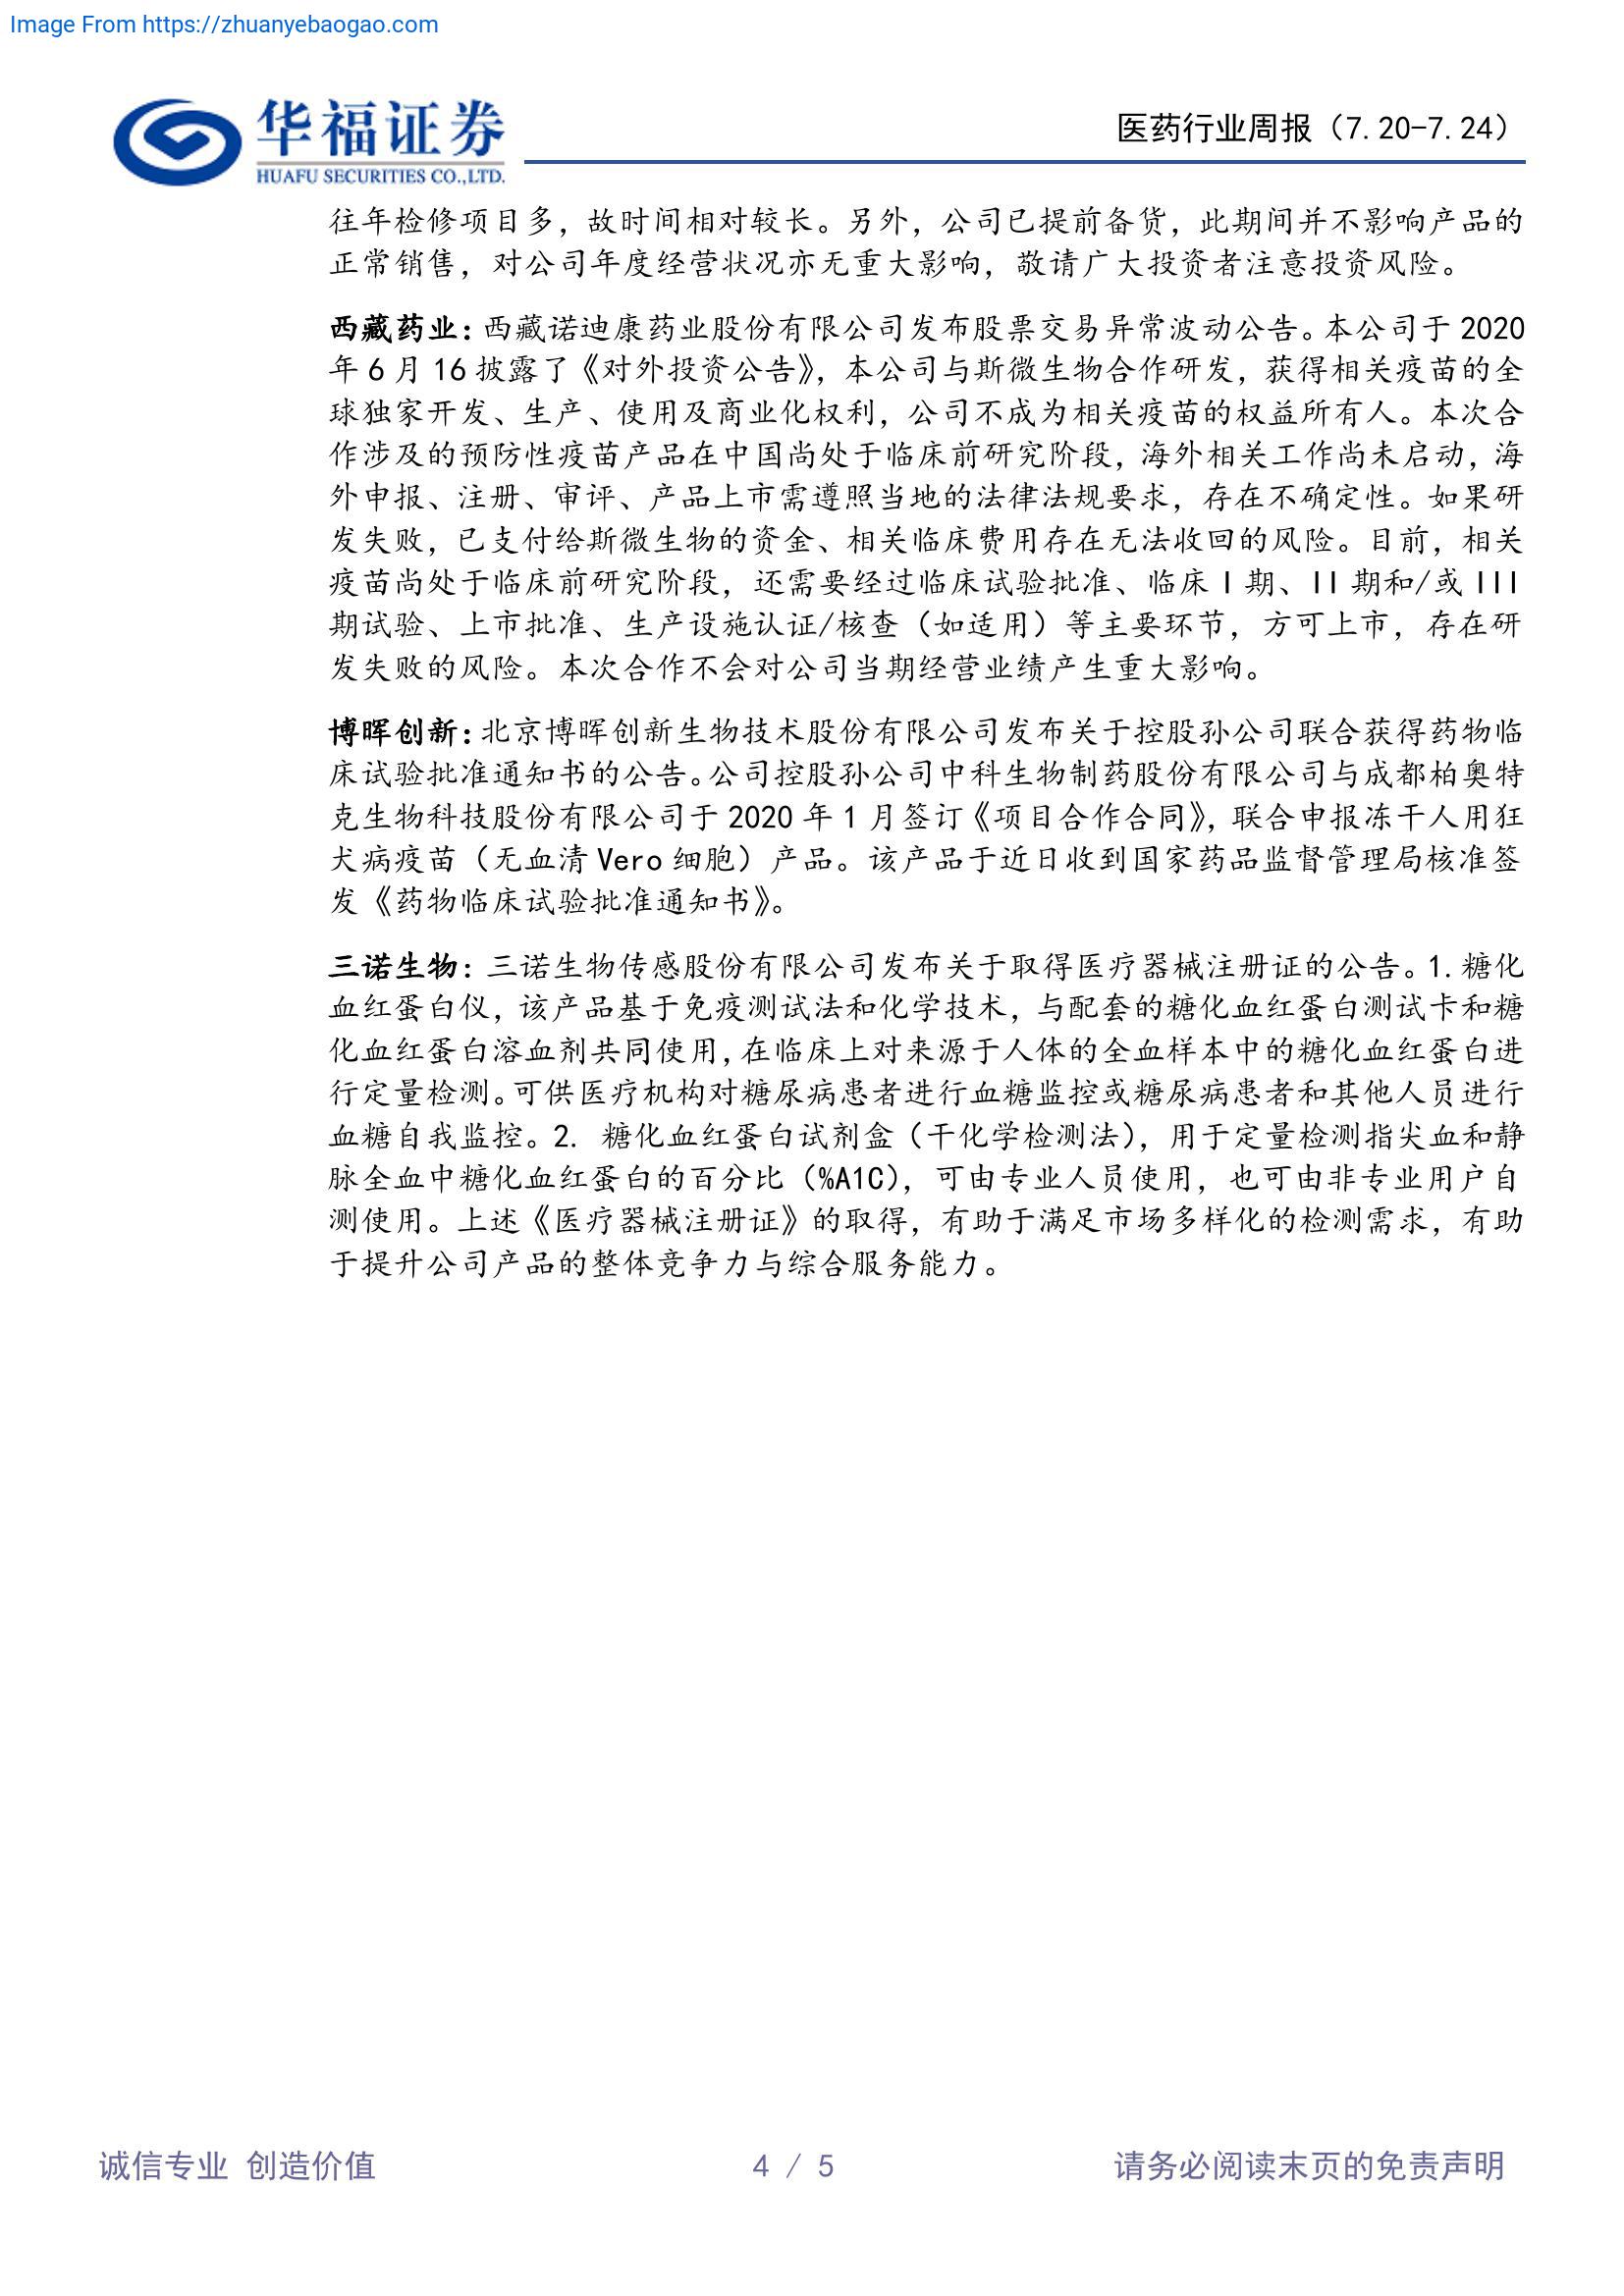 Image From https://zhuanyebaogao.com
华福证券
HUAFU SECURITIES CO.,LTD.
医药行业周报（7.20-7.24）
往年检修项目多，故时间相对较长。另外，公司已提前备货，此期间并不影响产品的
正常销售，对公司年度经营状况亦无重大影响，敬请广大投资者注意投资风险。
西藏药业：西藏诺迪康药业股份有限公司发布股票交易异常波动公告。本公司于 2020
年 6 月 16 披露了《对外投资公告》，本公司与斯微生物合作研发，获得相关疫苗的全
球独家开发、生产、使用及商业化权利，公司不成为相关疫苗的权益所有人。本次合
作涉及的预防性疫苗产品在中国尚处于临床前研究阶段，海外相关工作尚未启动，海
外申报、注册、审评、产品上市需遵照当地的法律法规要求，存在不确定性。如果研
发失败，已支付给斯微生物的资金、相关临床费用存在无法收回的风险。目前，相关
疫苗尚处于临床前研究阶段，还需要经过临床试验批准、临床 I 期、II 期和/或 III
期试验、上市批准、生产设施认证/核查（如适用）等主要环节，方可上市，存在研
发失败的风险。本次合作不会对公司当期经营业绩产生重大影响。
博晖创新：北京博晖创新生物技术股份有限公司发布关于控股孙公司联合获得药物临
床试验批准通知书的公告。公司控股孙公司中科生物制药股份有限公司与成都柏奥特
克生物科技股份有限公司于 2020 年 1 月签订《项目合作合同》，联合申报冻干人用狂
犬病疫苗（无血清 Vero 细胞）产品。该产品于近日收到国家药品监督管理局核准签
发《药物临床试验批准通知书》。
三诺生物：三诺生物传感股份有限公司发布关于取得医疗器械注册证的公告。1.糖化
血红蛋白仪，该产品基于免疫测试法和化学技术，与配套的糖化血红蛋白测试卡和糖
化血红蛋白溶血剂共同使用，在临床上对来源于人体的全血样本中的糖化血红蛋白进
行定量检测。可供医疗机构对糖尿病患者进行血糖监控或糖尿病患者和其他人员进行
血糖自我监控。2. 糖化血红蛋白试剂盒（干化学检测法），用于定量检测指尖血和静
脉全血中糖化血红蛋白的百分比（%A1C），可由专业人员使用，也可由非专业用户自
测使用。上述《医疗器械注册证》的取得，有助于满足市场多样化的检测需求，有助
于提升公司产品的整体竞争力与综合服务能力。
诚信专业 创造价值
4 / 5
请务必阅读末页的免责声明